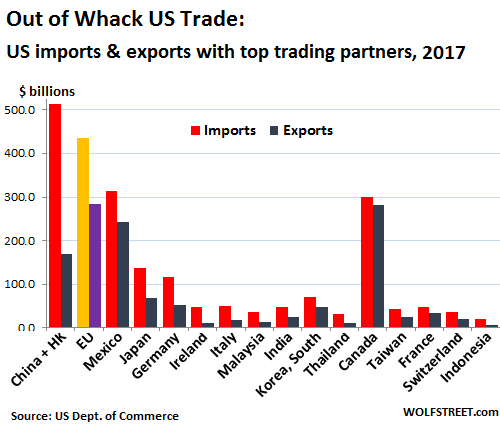 Out of Whack US Trade:
US imports & exports with top trading partners, 2017
$ billions
500.0
400.0
300.0
200.0
100.0
0.0
Imports
Exports
China + HK
EU
Mexico
Japan
Germany
Ireland
Italy
Malaysia
India
Korea, South
Thailand
Canada
Taiwan
France
Switzerland
Indonesia
Source: US Dept. of Commerce
WOLFSTREET.com